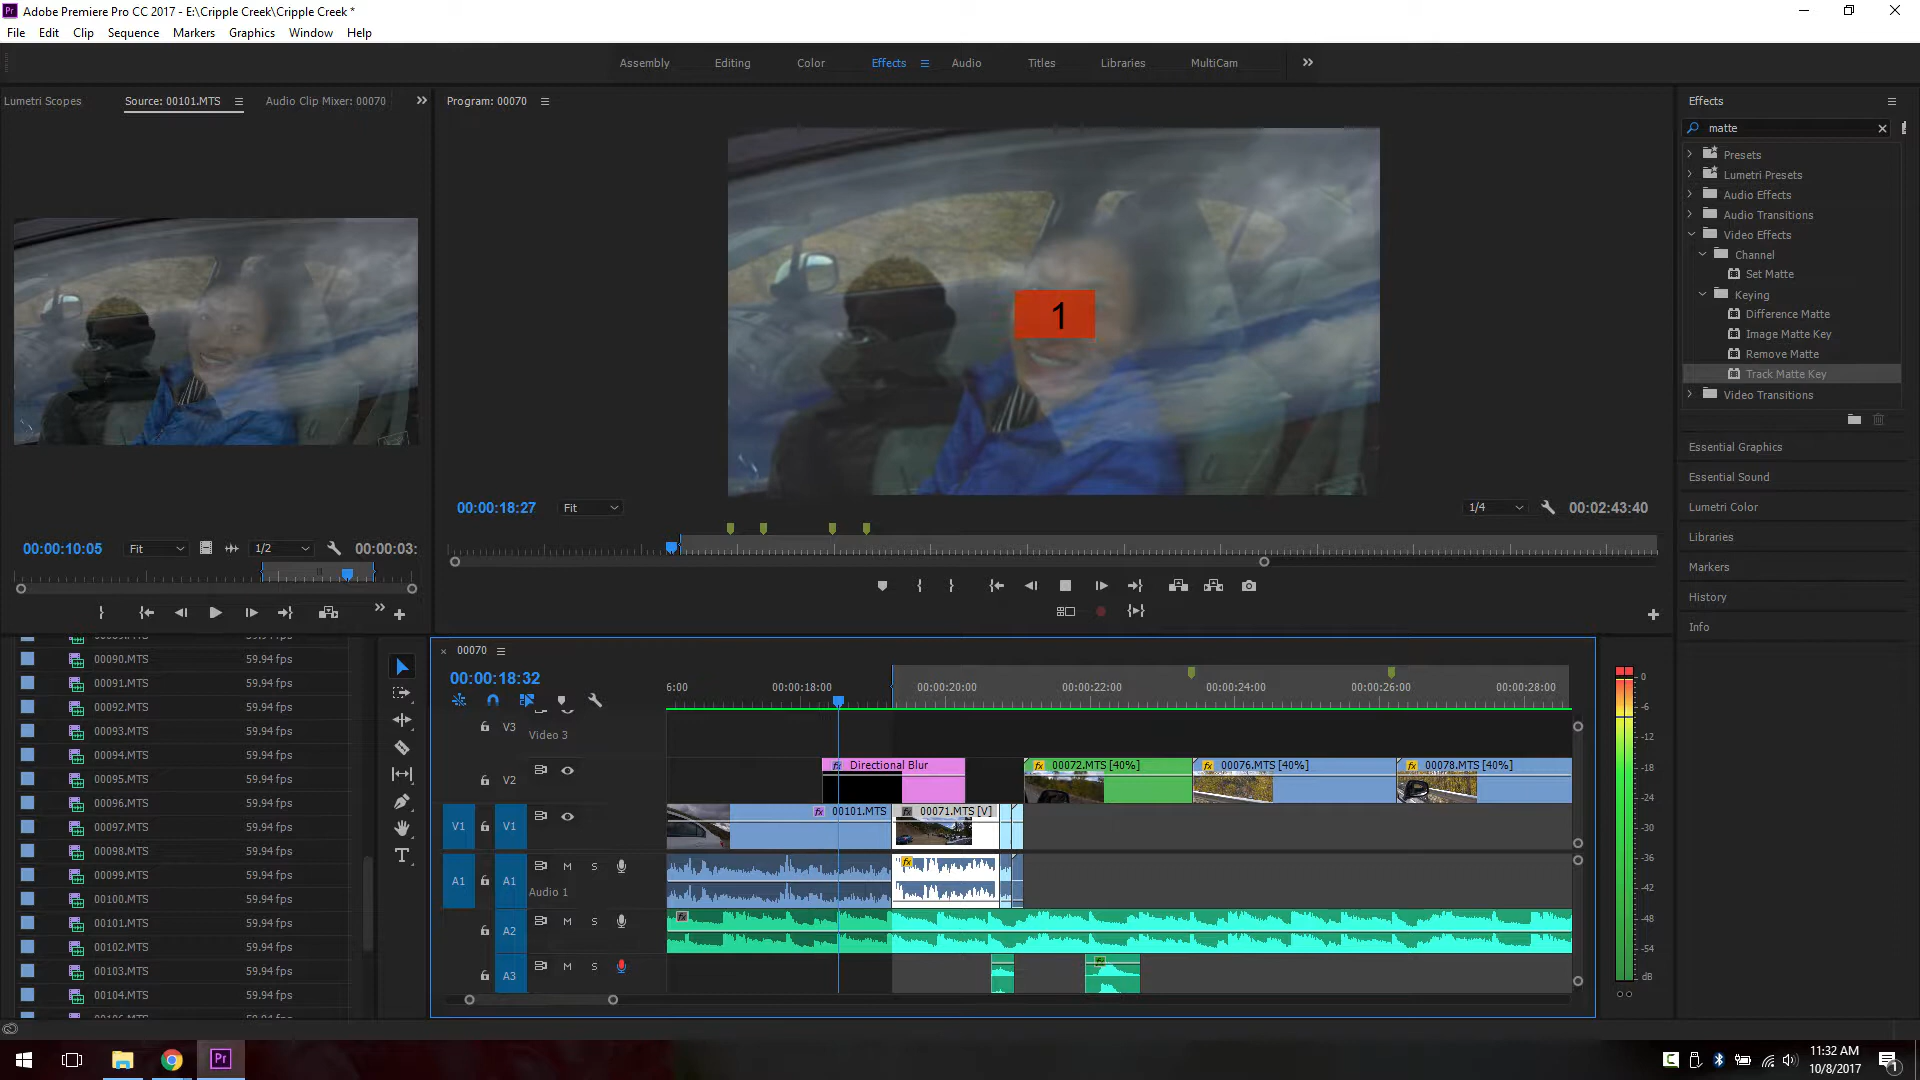 Adobe Premiere Pro CC 2017 - E:\Cripple Creek\Cripple Creek *
File Edit Clip Sequence Markers Graphics Window Help
Assembly Editing Color Effects Audio Titles Libraries MultiCam
Lumetri Scopes Source: 00101.MTS Audio Clip Mixer: 00070
Program: 00070
Effects
matte
Presets
Lumetri Presets
Audio Effects
Audio Transitions
Video Effects
Channel
Set Matte
Keying
Difference Matte
Image Matte Key
Remove Matte
Track Matte Key
Video Transitions
Essential Graphics
Essential Sound
Lumetri Color
Libraries
Markers
History
Info
1
00:00:18:27 Fit 1/4 00:02:43:40
00:00:10:05 Fit 1/2 00:00:03:
00090.MTS 59.94 fps
00091.MTS 59.94 fps
00092.MTS 59.94 fps
00093.MTS 59.94 fps
00094.MTS 59.94 fps
00095.MTS 59.94 fps
00096.MTS 59.94 fps
00097.MTS 59.94 fps
00098.MTS 59.94 fps
00099.MTS 59.94 fps
00100.MTS 59.94 fps
00101.MTS 59.94 fps
00102.MTS 59.94 fps
00103.MTS 59.94 fps
00104.MTS 59.94 fps
00070
00:00:18:32
6:00 00:00:18:00 00:00:20:00 00:00:22:00 00:00:24:00 00:00:26:00 00:00:28:00
V3 Video 3
V2 fx Directional Blur fx 00072.MTS [40%] fx 00076.MTS [40%] fx 00078.MTS [40%]
V1 V1 fx 00101.MTS fx 00071.MTS [V]
A1 A1 M S fx
Audio 1
A2 M S fx
A3 M S
0
-6
-12
-18
-24
-30
-36
-42
-48
-54
dB
Pr
11:32 AM
10/8/2017
1